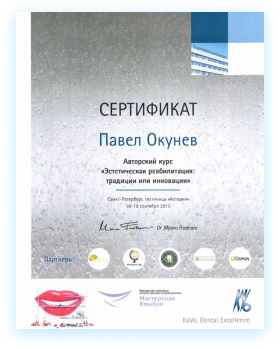 СЕРТИФИКАТ
Павел Окунев
Авторский курс
«Эстетическая реабилитация:
традиции или инновации»
Санкт-Петербург, гостиница «Астория»
18-19 сентября 2015
Dr. Mauro Fradeani
Партнеры:
Мастерская
Улыбок
KaVo
KaVo. Dental Excellence.